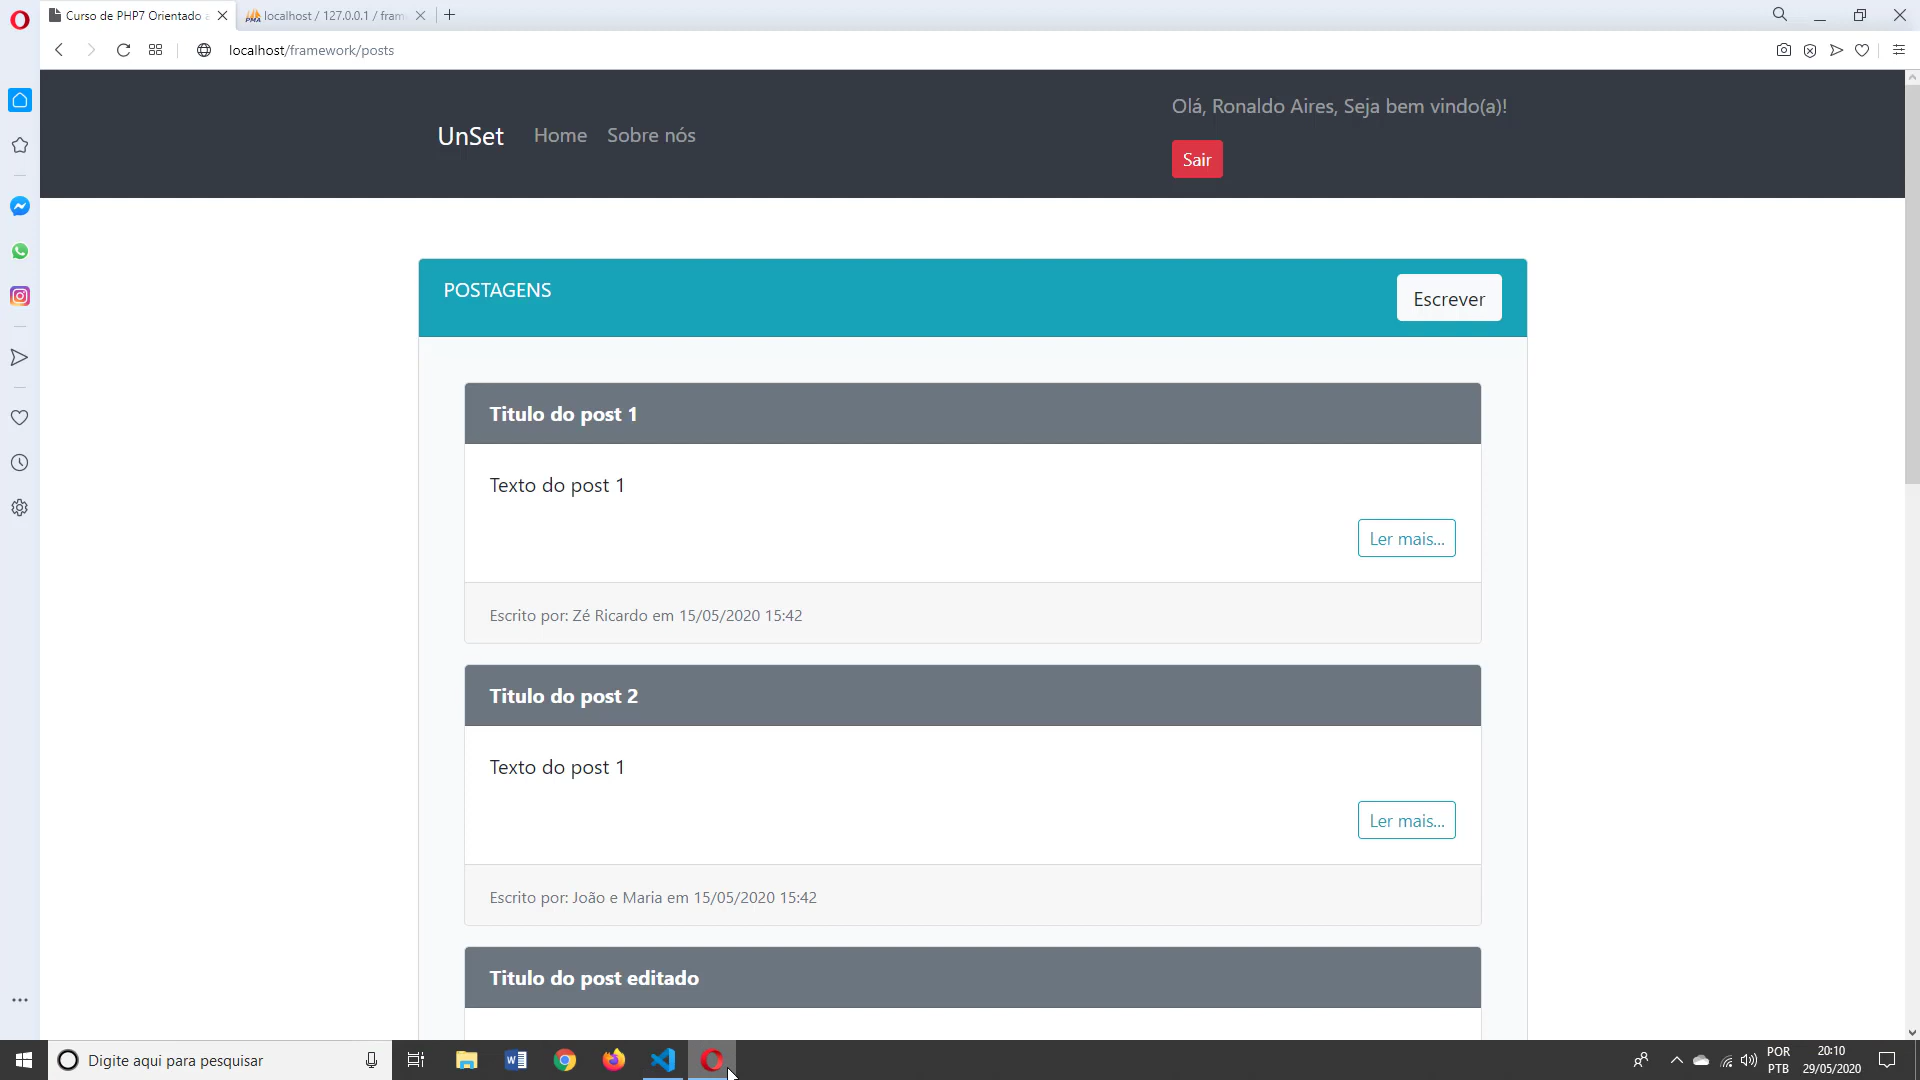 Curso de PHP7 Orientado a
localhost / 127.0.0.1 / fram
localhost/framework/posts
UnSet
Home
Sobre nós
Olá, Ronaldo Aires, Seja bem vindo(a)!
Sair
POSTAGENS
Escrever
Titulo do post 1
Texto do post 1
Ler mais...
Escrito por: Zé Ricardo em 15/05/2020 15:42
Titulo do post 2
Texto do post 1
Ler mais...
Escrito por: João e Maria em 15/05/2020 15:42
Titulo do post editado
Digite aqui para pesquisar
POR
PTB
20:10
29/05/2020